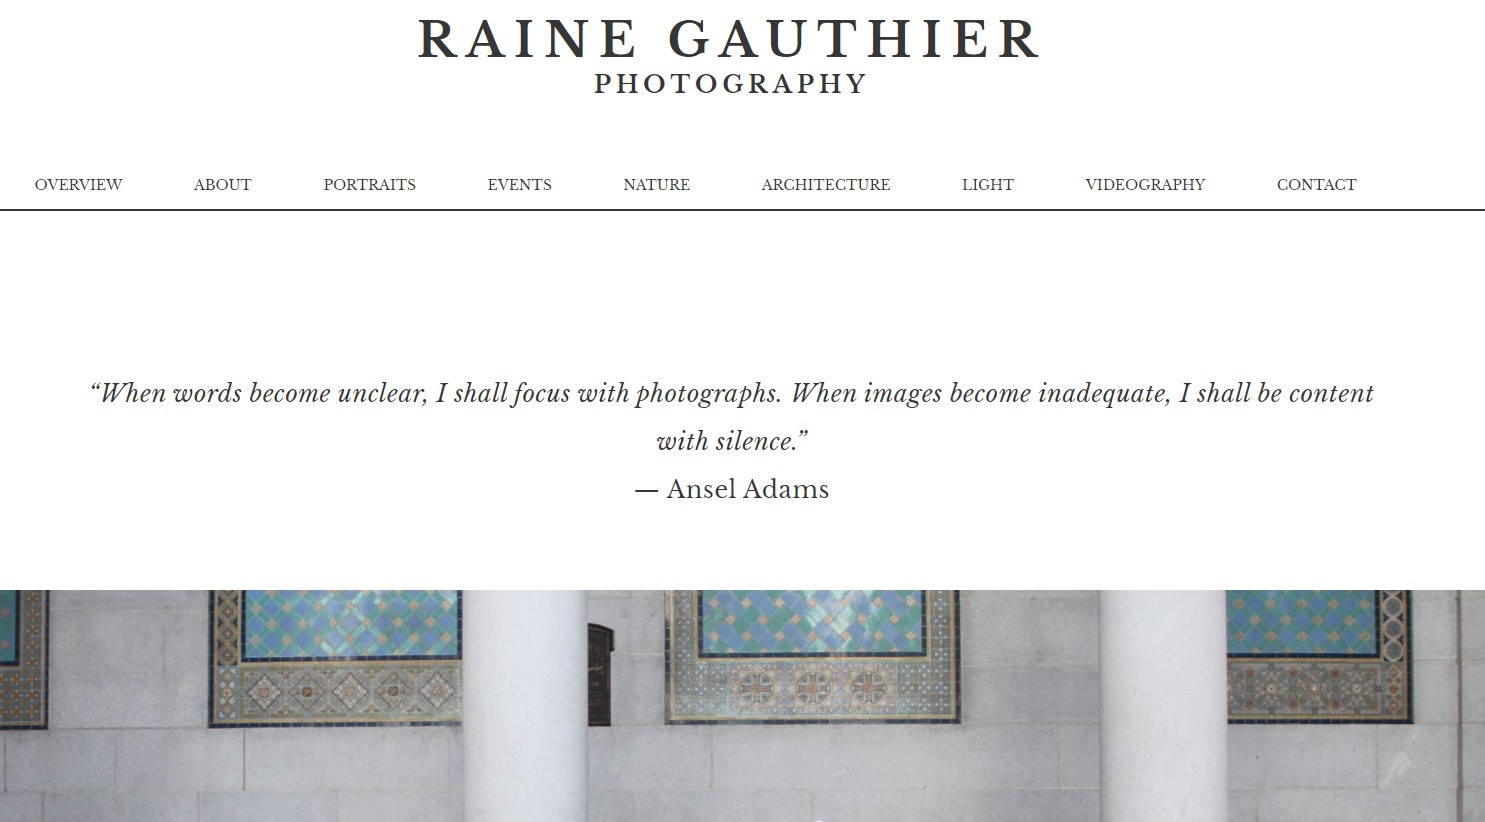 RAINE GAUTHIER
PHOTOGRAPHY
OVERVIEW ABOUT PORTRAITS EVENTS NATURE ARCHITECTURE LIGHT VIDEOGRAPHY CONTACT
“When words become unclear, I shall focus with photographs. When images become inadequate, I shall be content
with silence.”
— Ansel Adams